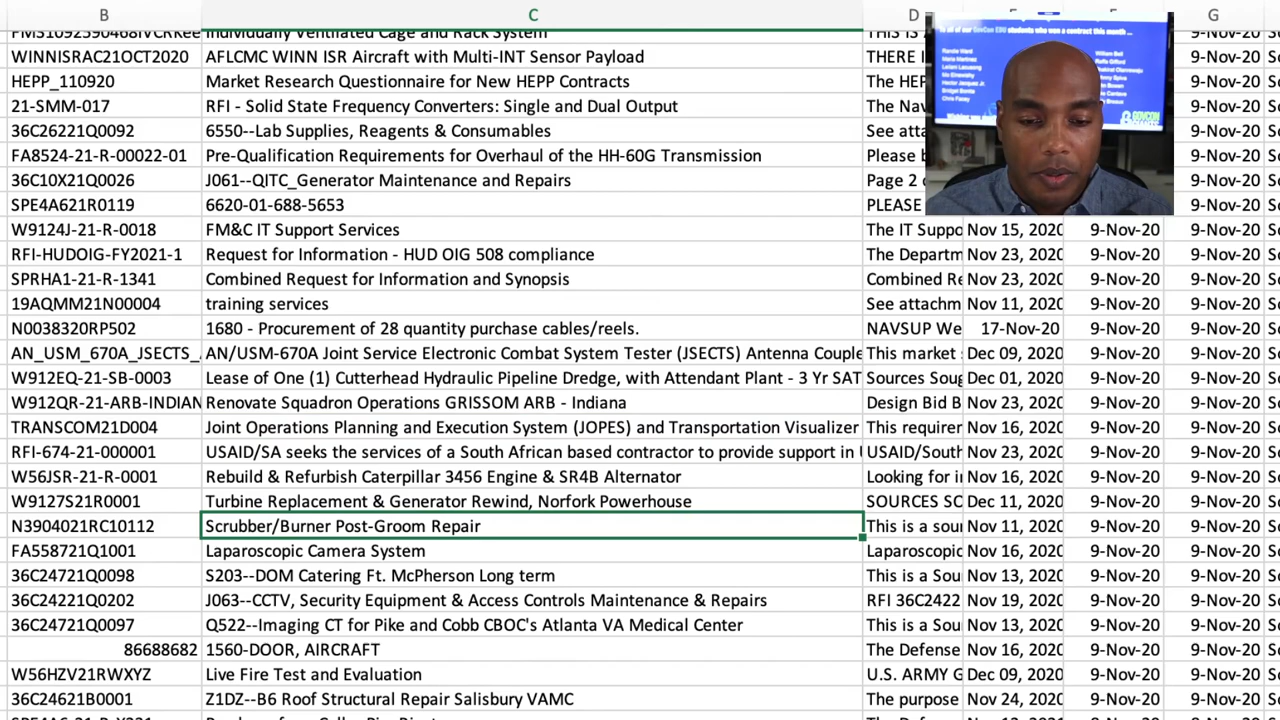 B C D G
Individually Ventilated Cage and Rack System THIS IS 9-Nov-20
WINNISRAC21OCT2020 AFLCMC WINN ISR Aircraft with Multi-INT Sensor Payload THERE I 9-Nov-20
HEPP_110920 Market Research Questionnaire for New HEPP Contracts The HEP 9-Nov-20
21-SMM-017 RFI - Solid State Frequency Converters: Single and Dual Output The Nav 9-Nov-20
36C26221Q0092 6550--Lab Supplies, Reagents & Consumables See atta 9-Nov-20
FA8524-21-R-00022-01 Pre-Qualification Requirements for Overhaul of the HH-60G Transmission Please b 9-Nov-20
36C10X21Q0026 J061--QITC_Generator Maintenance and Repairs Page 2 9-Nov-20
SPE4A621R0119 6620-01-688-5653 PLEASE 9-Nov-20
W9124J-21-R-0018 FM&C IT Support Services The IT Suppo Nov 15, 2020 9-Nov-20 9-Nov-20
RFI-HUDOIG-FY2021-1 Request for Information - HUD OIG 508 compliance The Departm Nov 23, 2020 9-Nov-20 9-Nov-20
SPRHA1-21-R-1341 Combined Request for Information and Synopsis Combined Re Nov 23, 2020 9-Nov-20 9-Nov-20
19AQMM21N00004 training services See attachm Nov 11, 2020 9-Nov-20 9-Nov-20
N0038320RP502 1680 - Procurement of 28 quantity purchase cables/reels. NAVSUP We 17-Nov-20 9-Nov-20 9-Nov-20
AN_USM_670A_JSECTS_ AN/USM-670A Joint Service Electronic Combat System Tester (JSECTS) Antenna Couple This market Dec 09, 2020 9-Nov-20 9-Nov-20
W912EQ-21-SB-0003 Lease of One (1) Cutterhead Hydraulic Pipeline Dredge, with Attendant Plant - 3 Yr SAT Sources Soug Dec 01, 2020 9-Nov-20 9-Nov-20
W912QR-21-ARB-INDIAN Renovate Squadron Operations GRISSOM ARB - Indiana Design Bid B Nov 23, 2020 9-Nov-20 9-Nov-20
TRANSCOM21D004 Joint Operations Planning and Execution System (JOPES) and Transportation Visualizer This requirer Nov 16, 2020 9-Nov-20 9-Nov-20
RFI-674-21-000001 USAID/SA seeks the services of a South African based contractor to provide support in USAID/South Nov 23, 2020 9-Nov-20 9-Nov-20
W56JSR-21-R-0001 Rebuild & Refurbish Caterpillar 3456 Engine & SR4B Alternator Looking for Nov 16, 2020 9-Nov-20 9-Nov-20
W9127S21R0001 Turbine Replacement & Generator Rewind, Norfork Powerhouse SOURCES SO Dec 11, 2020 9-Nov-20 9-Nov-20
N3904021RC10112 Scrubber/Burner Post-Groom Repair This is a sour Nov 11, 2020 9-Nov-20 9-Nov-20
FA558721Q1001 Laparoscopic Camera System Laparoscopic Nov 16, 2020 9-Nov-20 9-Nov-20
36C24721Q0098 S203--DOM Catering Ft. McPherson Long term This is a Sou Nov 13, 2020 9-Nov-20 9-Nov-20
36C24221Q0202 J063--CCTV, Security Equipment & Access Controls Maintenance & Repairs RFI 36C2422 Nov 19, 2020 9-Nov-20 9-Nov-20
36C24721Q0097 Q522--Imaging CT for Pike and Cobb CBOC's Atlanta VA Medical Center This is a Sou Nov 13, 2020 9-Nov-20 9-Nov-20
86688682 1560-DOOR, AIRCRAFT The Defense Nov 16, 2020 9-Nov-20 9-Nov-20
W56HZV21RWXYZ Live Fire Test and Evaluation U.S. ARMY G Dec 09, 2020 9-Nov-20 9-Nov-20
36C24621B0001 Z1DZ--B6 Roof Structural Repair Salisbury VAMC The purpose Nov 24, 2020 9-Nov-20 9-Nov-20